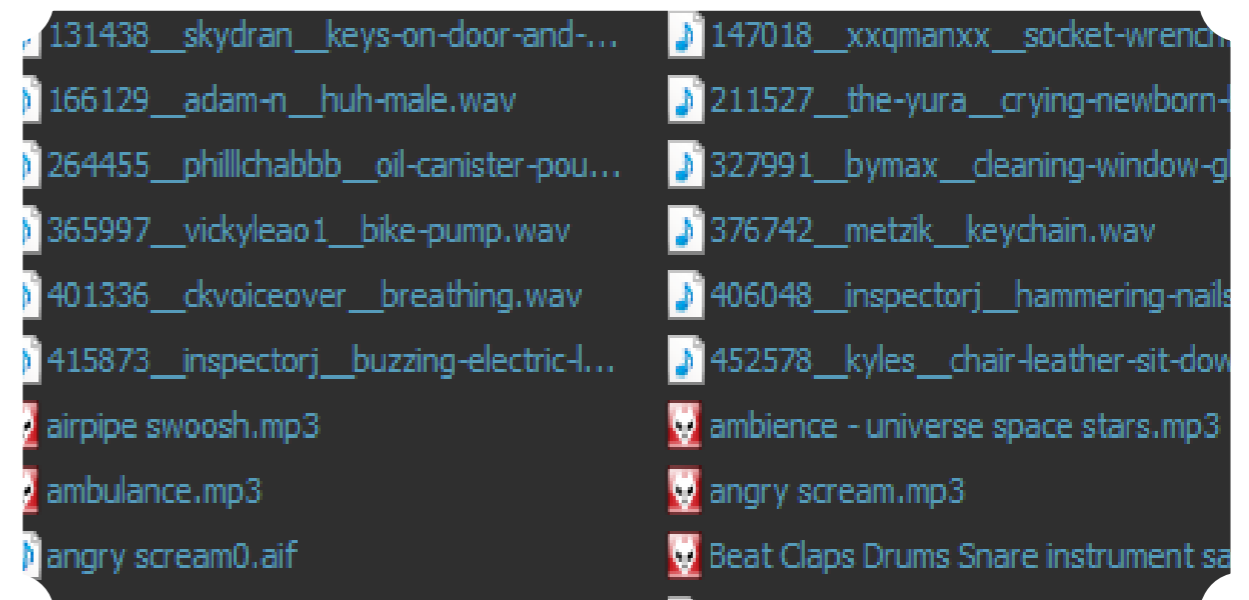 131438__skydran__keys-on-door-and-... 147018__xxqmanxx__socket-wrench.
166129__adam-n__huh-male.wav 211527__the-yura__crying-newborn-
264455__philllchabbb__oil-canister-pou... 327991__bymax__cleaning-window-gl
365997__vickyleao1__bike-pump.wav 376742__metzik__keychain.wav
401336__ckvoiceover__breathing.wav 406048__inspectorj__hammering-nails
415873__inspectorj__buzzing-electric-l... 452578__kyles__chair-leather-sit-dow
airpipe swoosh.mp3 ambience - universe space stars.mp3
ambulance.mp3 angry scream.mp3
angry scream0.aif Beat Claps Drums Snare instrument sa